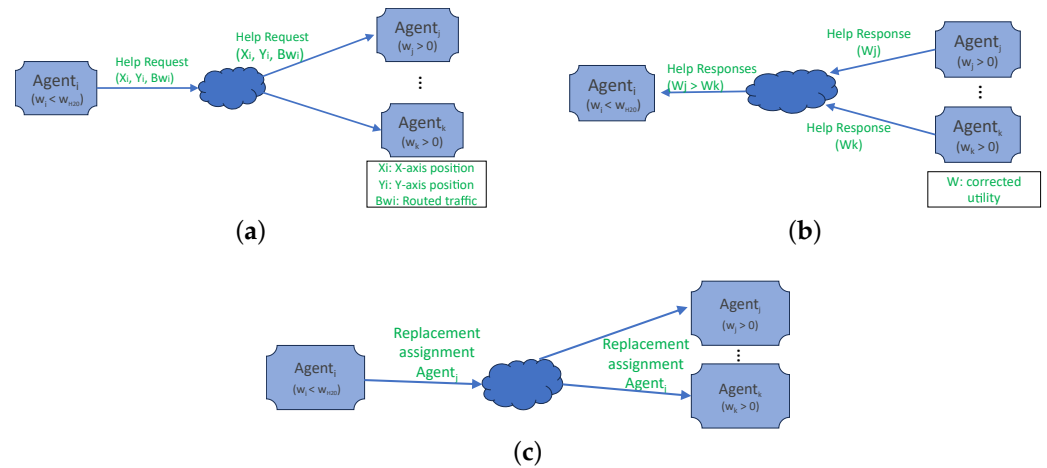 Help Request
(Xi, Yi, Bwi)
Agentj
(wj > 0)
Help Request
(Xi, Yi, Bwi)
Agenti
(wi < wH20)
...
Agentk
(wk > 0)
Xi: X-axis position
Yi: Y-axis position
Bwi: Routed traffic
(a)
Help Response
(Wj)
Agentj
(wj > 0)
Help Responses
(Wj > Wk)
Agenti
(wi < wH20)
...
Help Response
(Wk)
Agentk
(wk > 0)
W: corrected
utility
(b)
Replacement
assignment
Agentj
Agenti
(wi < wH20)
Replacement
assignment
Agentj
Agentj
(wj > 0)
...
Agentk
(wk > 0)
(c)